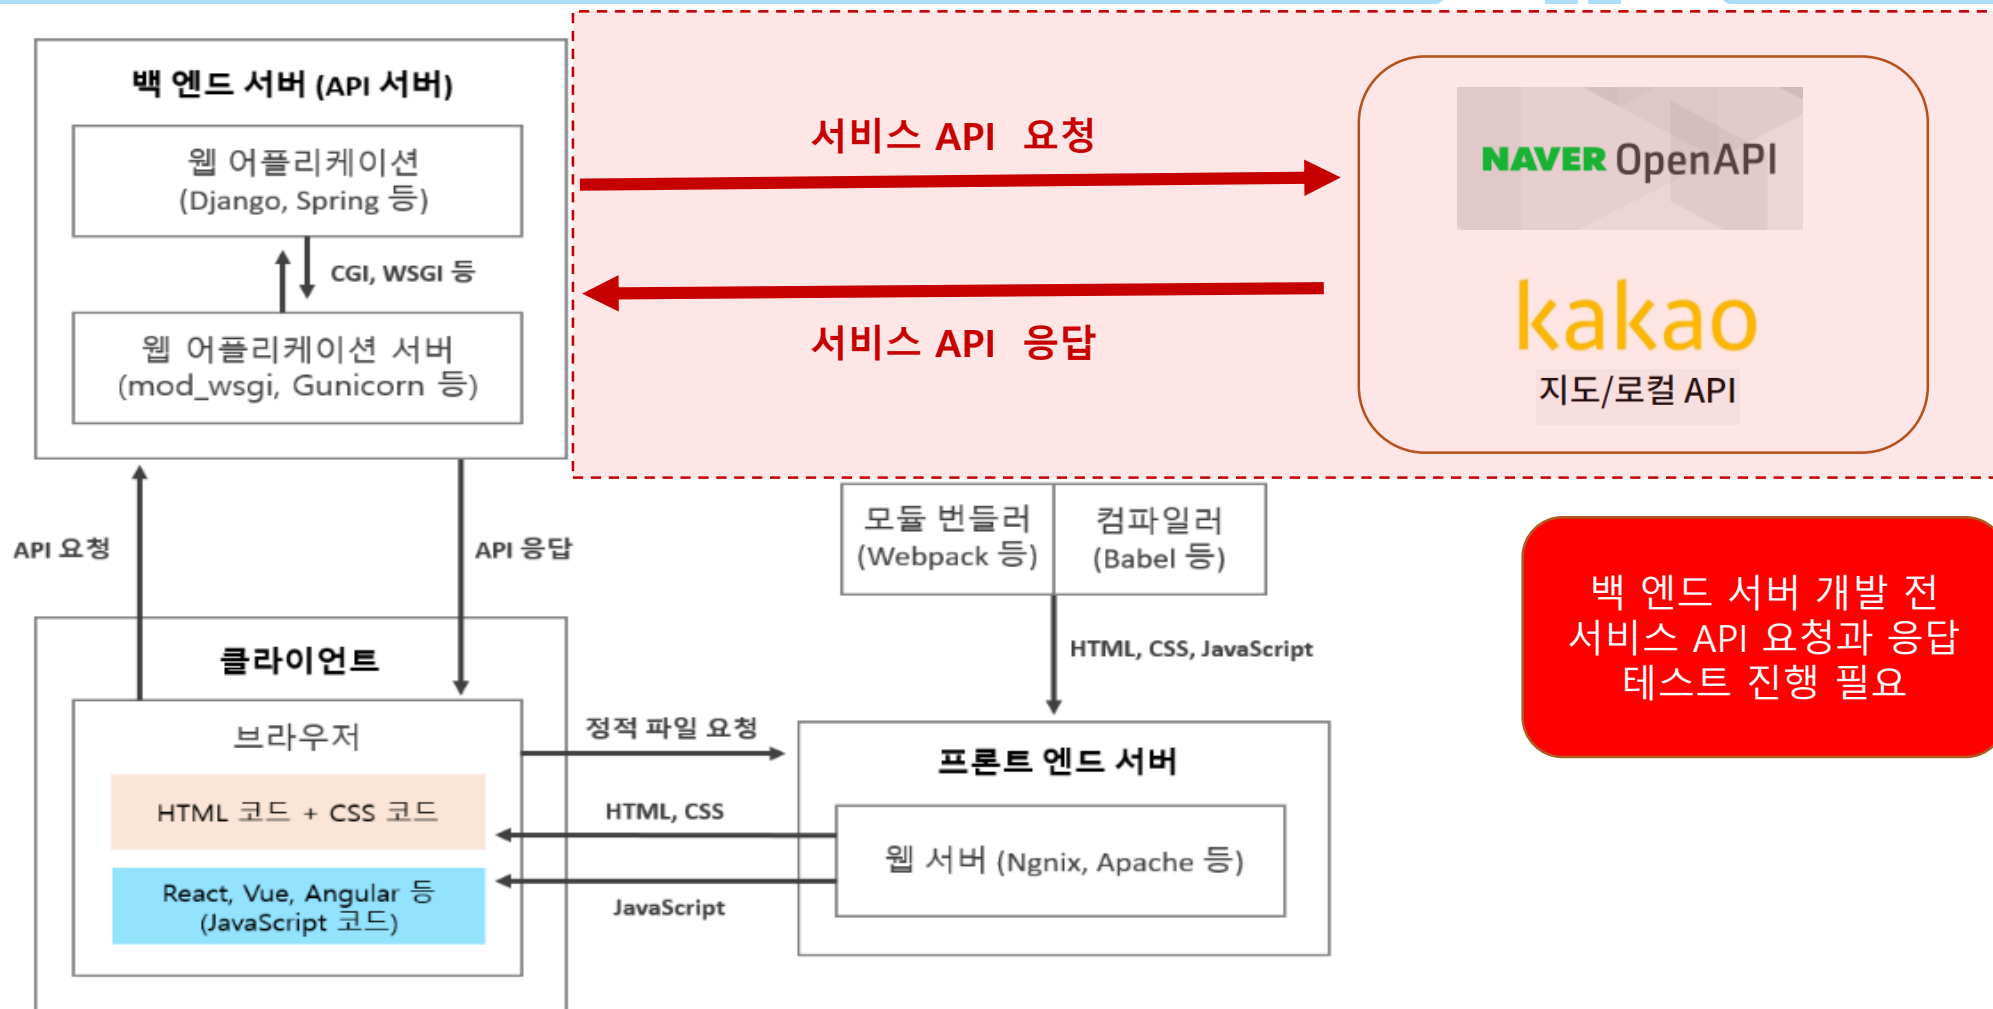 백 엔드 서버 (API 서버)
웹 어플리케이션
(Django, Spring 등)
CGI, WSGI 등
웹 어플리케이션 서버
(mod_wsgi, Gunicorn 등)
서비스 API 요청
서비스 API 응답
NAVER OpenAPI
kakao
지도/로컬 API
API 요청
API 응답
모듈 번들러
(Webpack 등)
컴파일러
(Babel 등)
HTML, CSS, JavaScript
백 엔드 서버 개발 전
서비스 API 요청과 응답
테스트 진행 필요
클라이언트
브라우저
HTML 코드 + CSS 코드
React, Vue, Angular 등
(JavaScript 코드)
정적 파일 요청
HTML, CSS
JavaScript
프론트 엔드 서버
웹 서버 (Ngnix, Apache 등)